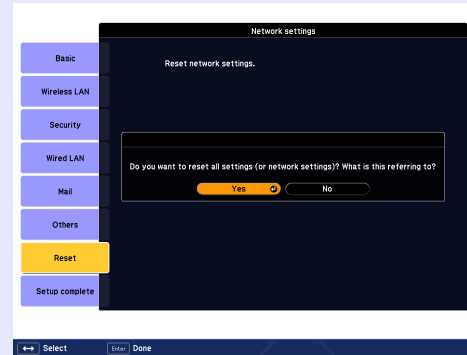 Network settings
Basic
Reset network settings.
Wireless LAN
Security
Wired LAN
Do you want to reset all settings (or network settings)? What is this referring to?
Yes
No
Mail
Others
Reset
Setup complete
Select
Enter Done